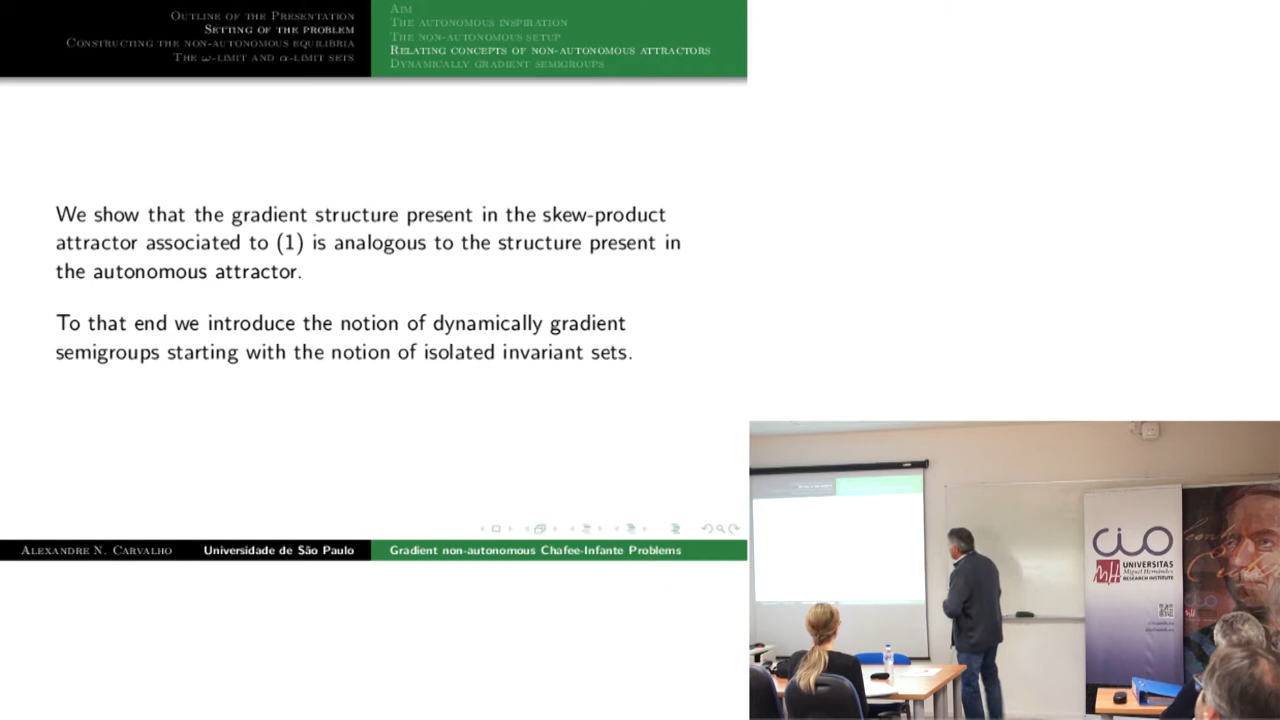 Outline of the Presentation
Setting of the problem
Constructing the non-autonomous equilibria
The ω-limit and α-limit sets
Aim
The autonomous inspiration
The non-autonomous setup
Relating concepts of non-autonomous attractors
Dynamically gradient semigroups
We show that the gradient structure present in the skew-product
attractor associated to (1) is analogous to the structure present in
the autonomous attractor.
To that end we introduce the notion of dynamically gradient
semigroups starting with the notion of isolated invariant sets.
Alexandre N. Carvalho
Universidade de São Paulo
Gradient non-autonomous Chafee-Infante Problems
CIO
UNIVERSITAS
Miguel Hernández
RESEARCH INSTITUTE